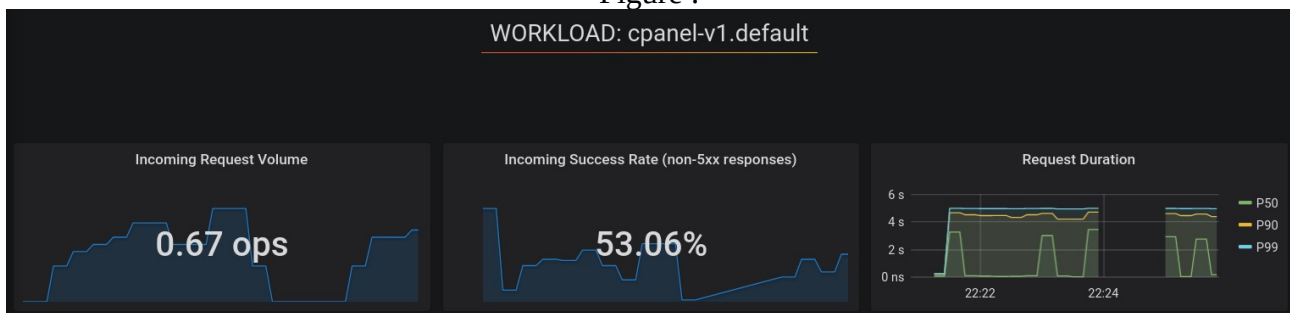 Figure .
WORKLOAD: cpanel-v1.default
Incoming Request Volume
0.67 ops
Incoming Success Rate (non-5xx responses)
53.06%
Request Duration
6 s
4 s
2 s
0 ns
22:22
22:24
P50
P90
P99